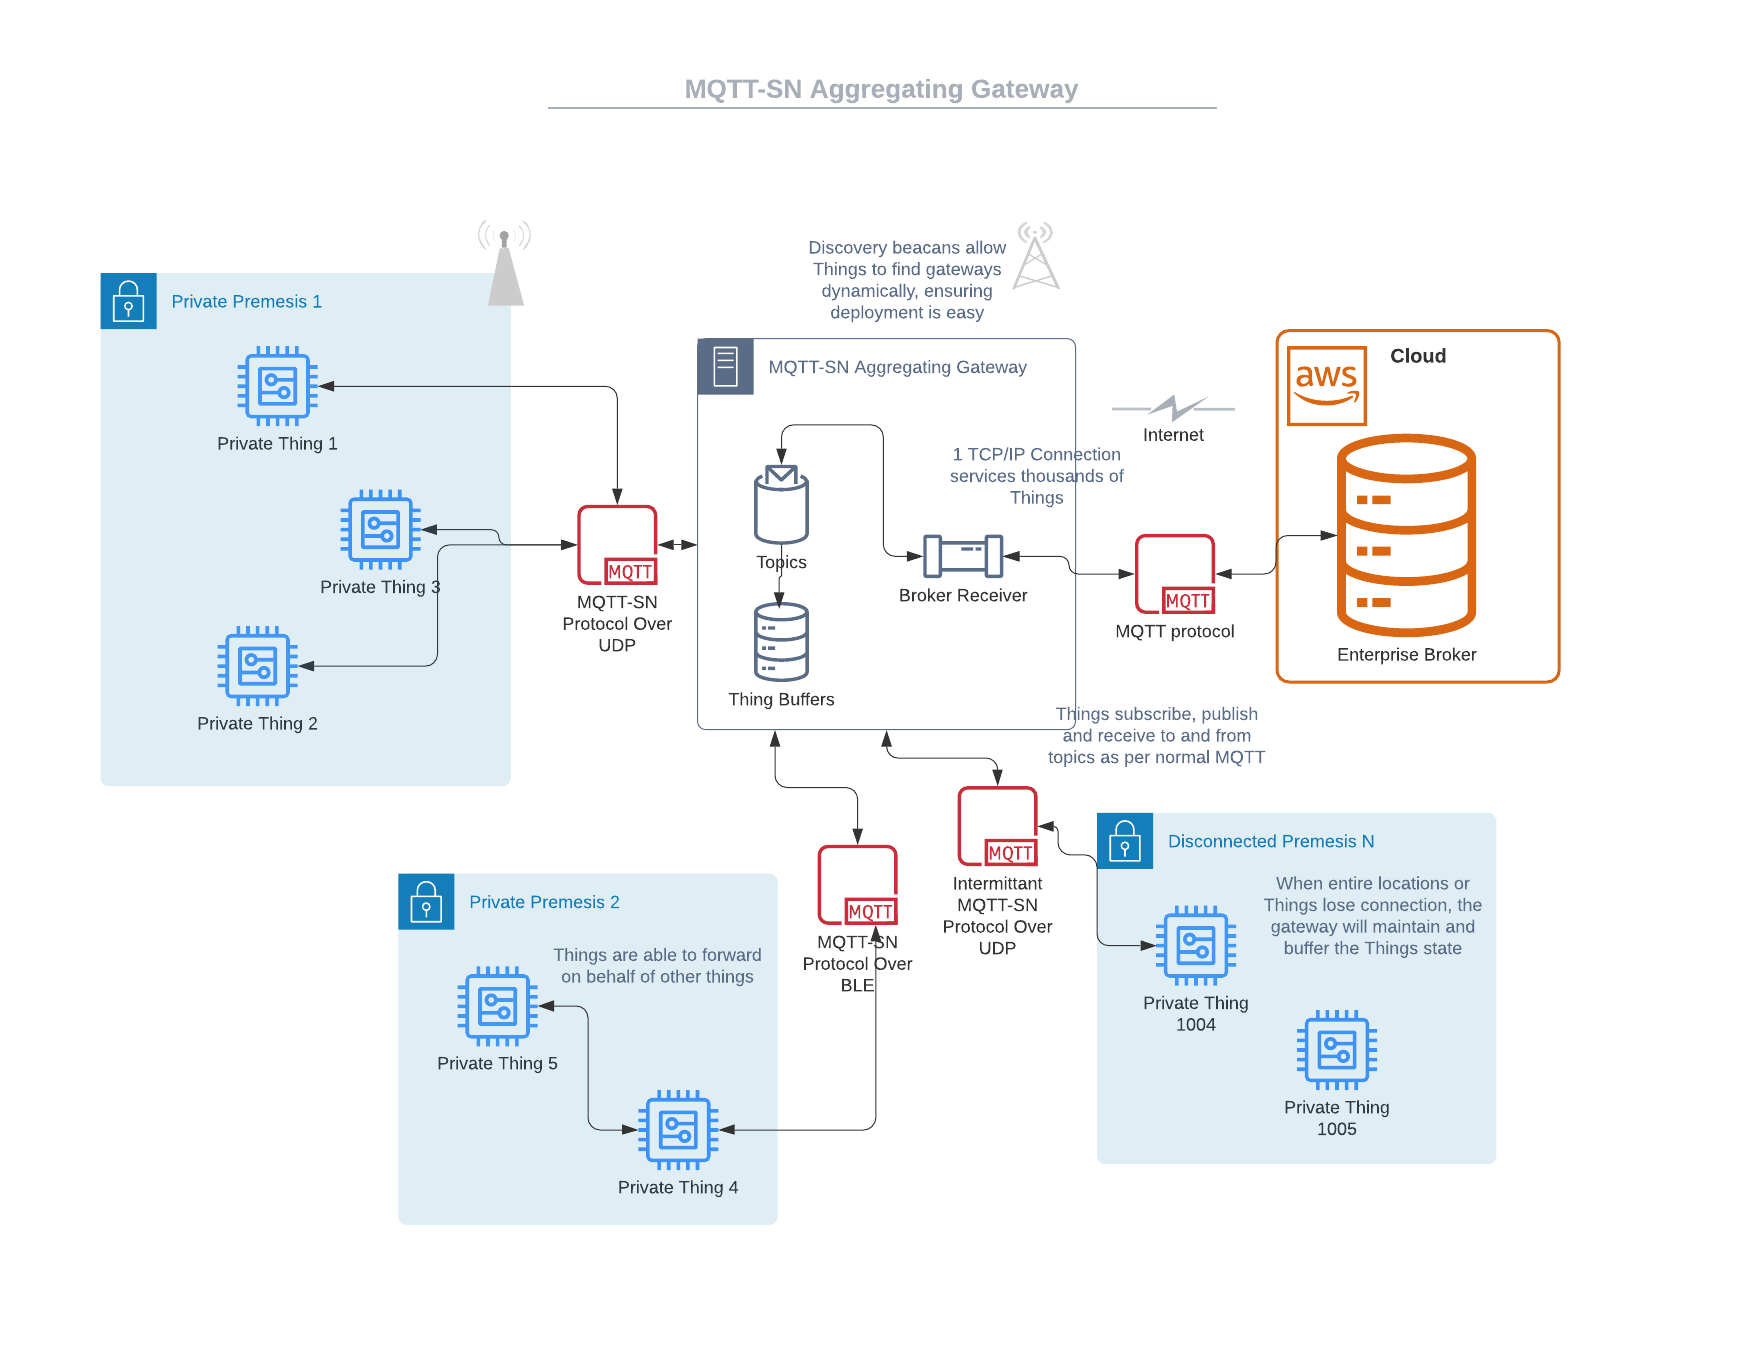 MQTT-SN Aggregating Gateway
Discovery beacans allow
Things to find gateways
dynamically, ensuring
deployment is easy
Private Premesis 1
Private Thing 1
Private Thing 3
Private Thing 2
MQTT
MQTT-SN
Protocol Over
UDP
MQTT-SN Aggregating Gateway
Topics
Thing Buffers
Broker Receiver
1 TCP/IP Connection
services thousands of
Things
Internet
MQTT
MQTT protocol
aws
Cloud
Enterprise Broker
Things subscribe, publish
and receive to and from
topics as per normal MQTT
MQTT
Intermittant
MQTT-SN
Protocol Over
UDP
MQTT
MQTT-SN
Protocol Over
BLE
Private Premesis 2
Things are able to forward
on behalf of other things
Private Thing 5
Private Thing 4
Disconnected Premesis N
When entire locations or
Things lose connection, the
gateway will maintain and
buffer the Things state
Private Thing
1004
Private Thing
1005